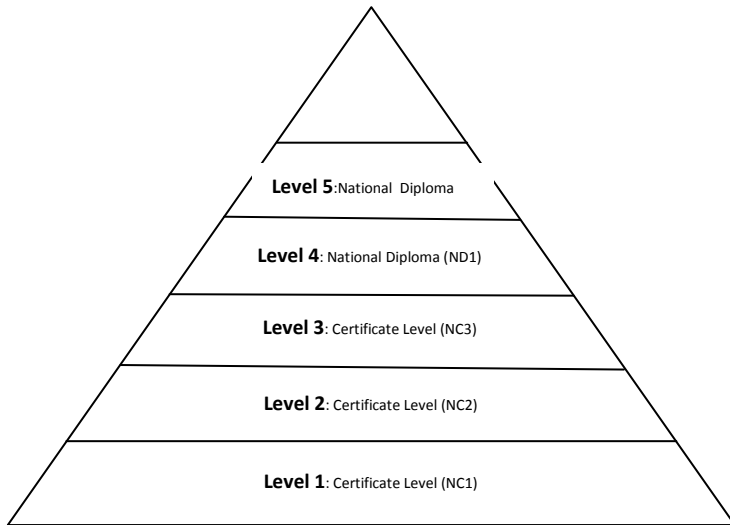 Level 5:National Diploma
Level 4: National Diploma (ND1)
Level 3: Certificate Level (NC3)
Level 2: Certificate Level (NC2)
Level 1: Certificate Level (NC1)